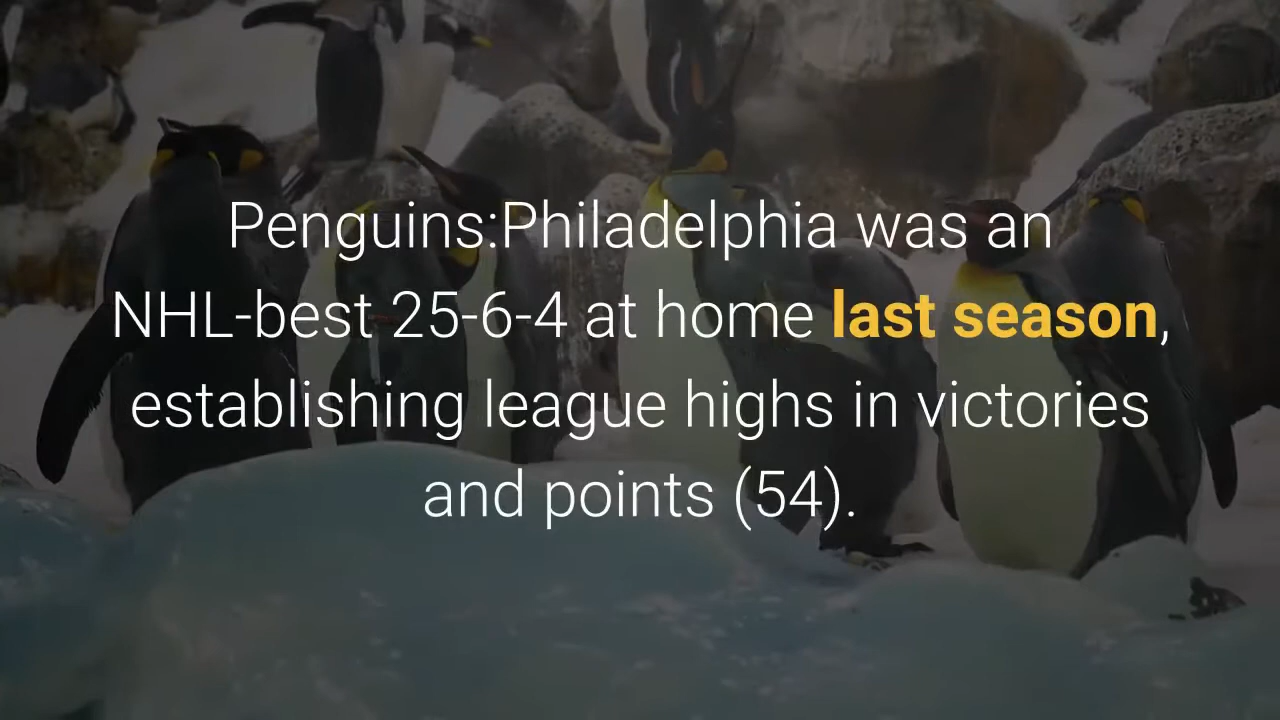 Penguins:Philadelphia was an
NHL-best 25-6-4 at home last season,
establishing league highs in victories
and points (54).